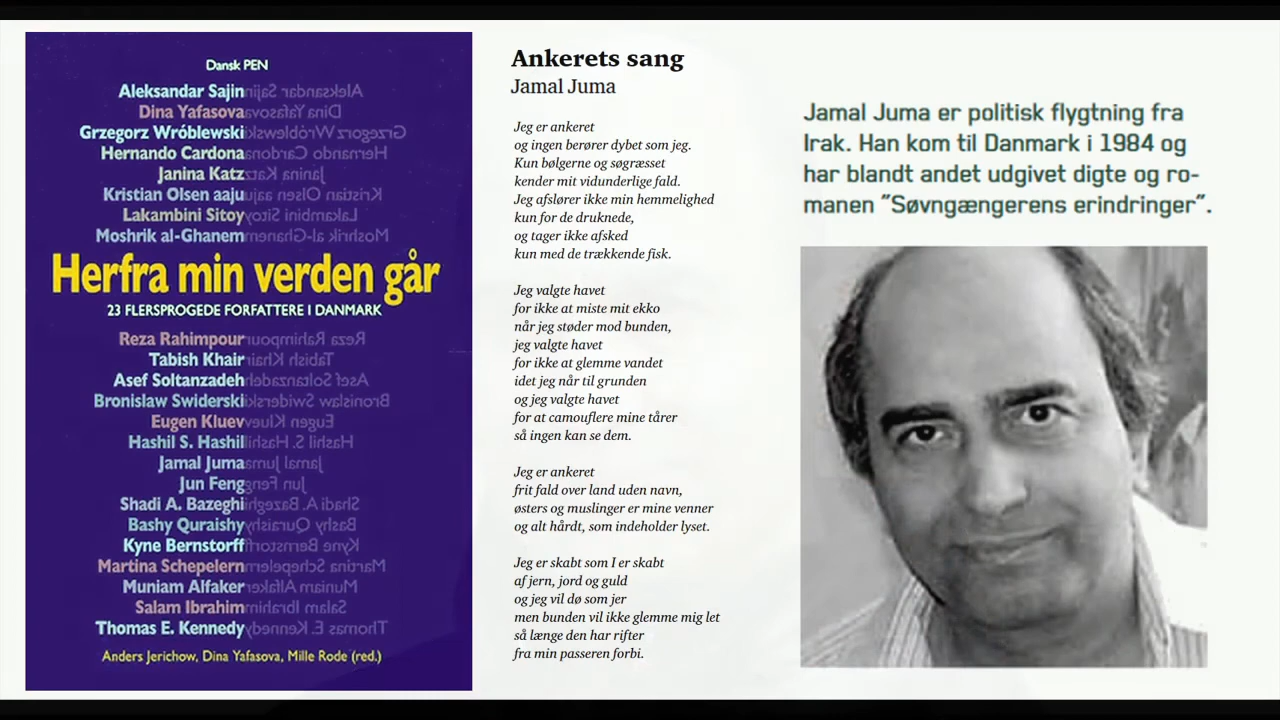 Dansk PEN
Aleksandar Sajin
Dina Yafasova
Grzegorz Wróblewski
Hernando Cardona
Janina Katz
Kristian Olsen aaju
Lakambini Sitoy
Moshrik al-Ghanem
Herfra min verden går
23 FLERSPROGEDE FORFATTERE I DANMARK
Reza Rahimpour
Tabish Khair
Asef Soltanzadeh
Bronislaw Swiderski
Eugen Kluev
Hashil S. Hashil
Jamal Juma
Jun Feng
Shadi A. Bazeghi
Bashy Quraishy
Kyne Bernstorff
Martina Schepelern
Muniam Alfaker
Salam Ibrahim
Thomas E. Kennedy
Anders Jerichow, Dina Yafasova, Mille Rode (red.)
Ankerets sang
Jamal Juma
Jeg er ankeret
og ingen berører dybet som jeg.
Kun bølgerne og søgræsset
kender mit vidunderlige fald.
Jeg afslører ikke min hemmelighed
kun for de druknede,
og tager ikke afsked
kun med de trækkende fisk.
Jeg valgte havet
for ikke at miste mit ekko
når jeg støder mod bunden,
jeg valgte havet
for ikke at glemme vandet
idet jeg når til grunden
og jeg valgte havet
for at camouflere mine tårer
så ingen kan se dem.
Jeg er ankeret
frit fald over land uden navn,
østers og muslinger er mine venner
og alt hårdt, som indeholder lyset.
Jeg er skabt som I er skabt
af jern, jord og guld
og jeg vil dø som jer
men bunden vil ikke glemme mig let
så længe den har rifter
fra min passeren forbi.
Jamal Juma er politisk flygtning fra
Irak. Han kom til Danmark i 1984 og
har blandt andet udgivet digte og ro-
manen "Søvngængerens erindringer".